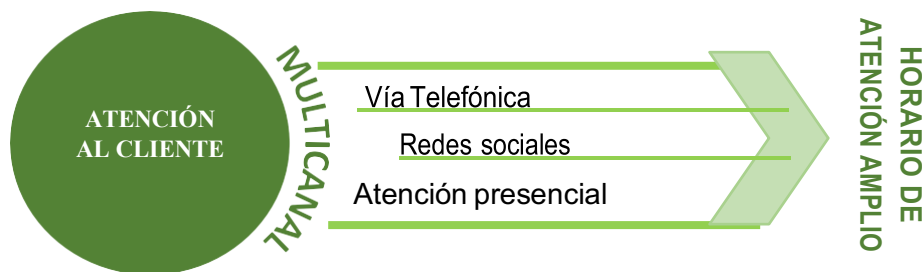 ATENCIÓN
AL CLIENTE
MULTICANAL
Vía Telefónica
Redes sociales
Atención presencial
HORARIO DE
ATENCIÓN AMPLIO